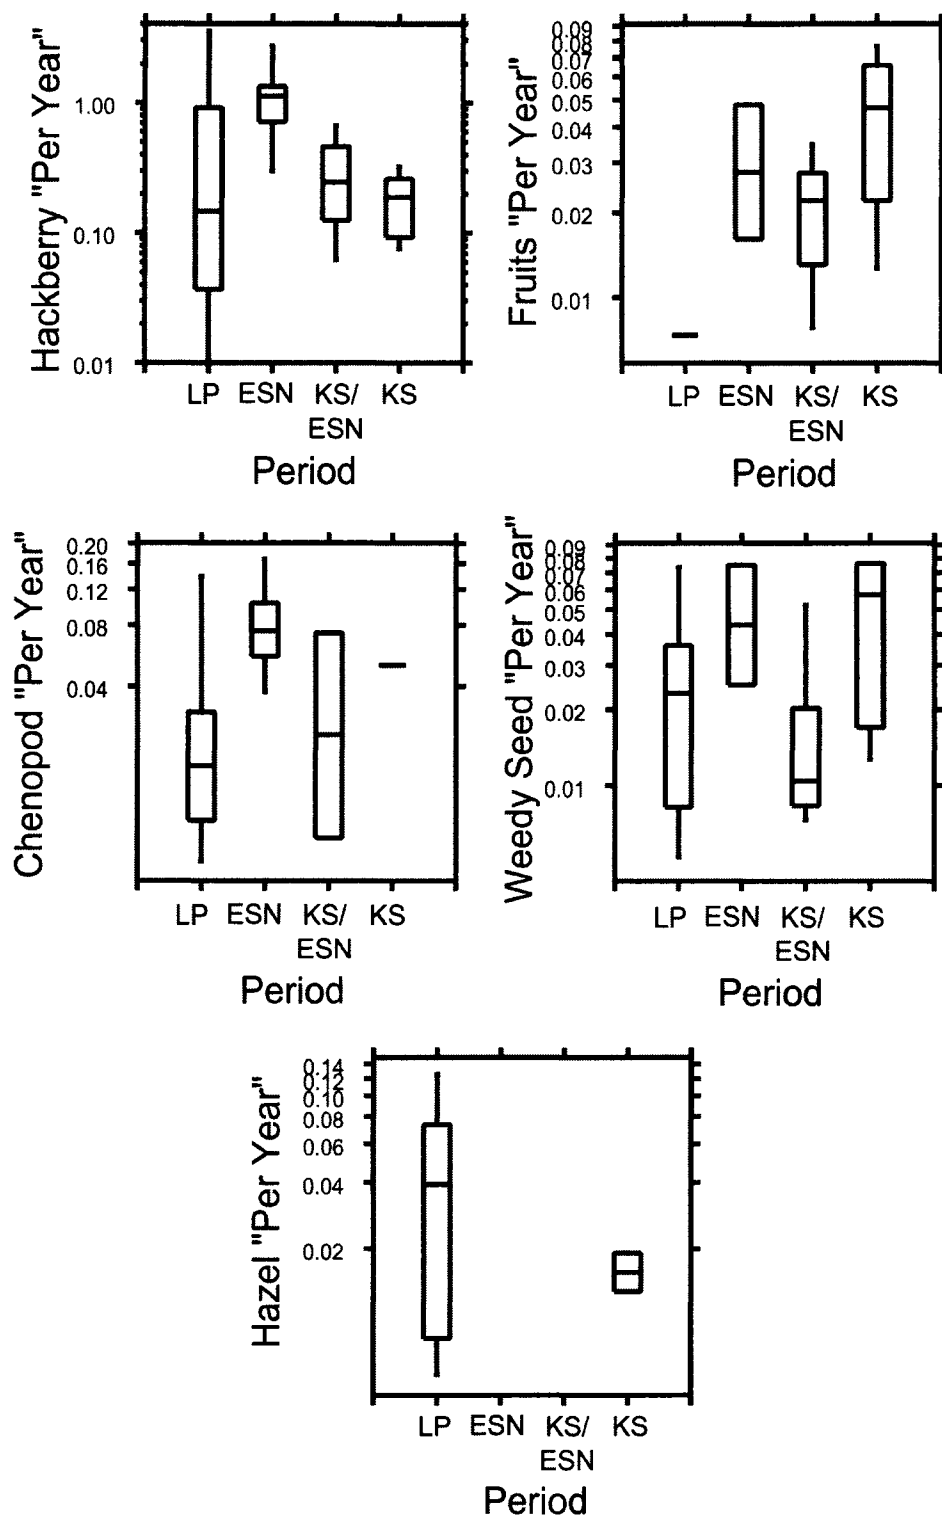 Hackberry "Per Year"
1.00
0.10
0.01
LP ESN KS/ KS
ESN
Period
Fruits "Per Year"
0.09
0.08
0.07
0.06
0.05
0.04
0.03
0.02
0.01
LP ESN KS/ KS
ESN
Period
Chenopod "Per Year"
0.20
0.16
0.12
0.08
0.04
LP ESN KS/ KS
ESN
Period
Weedy Seed "Per Year"
0.09
0.08
0.07
0.06
0.05
0.04
0.03
0.02
0.01
LP ESN KS/ KS
ESN
Period
Hazel "Per Year"
0.14
0.12
0.10
0.08
0.06
0.04
0.02
LP ESN KS/ KS
ESN
Period